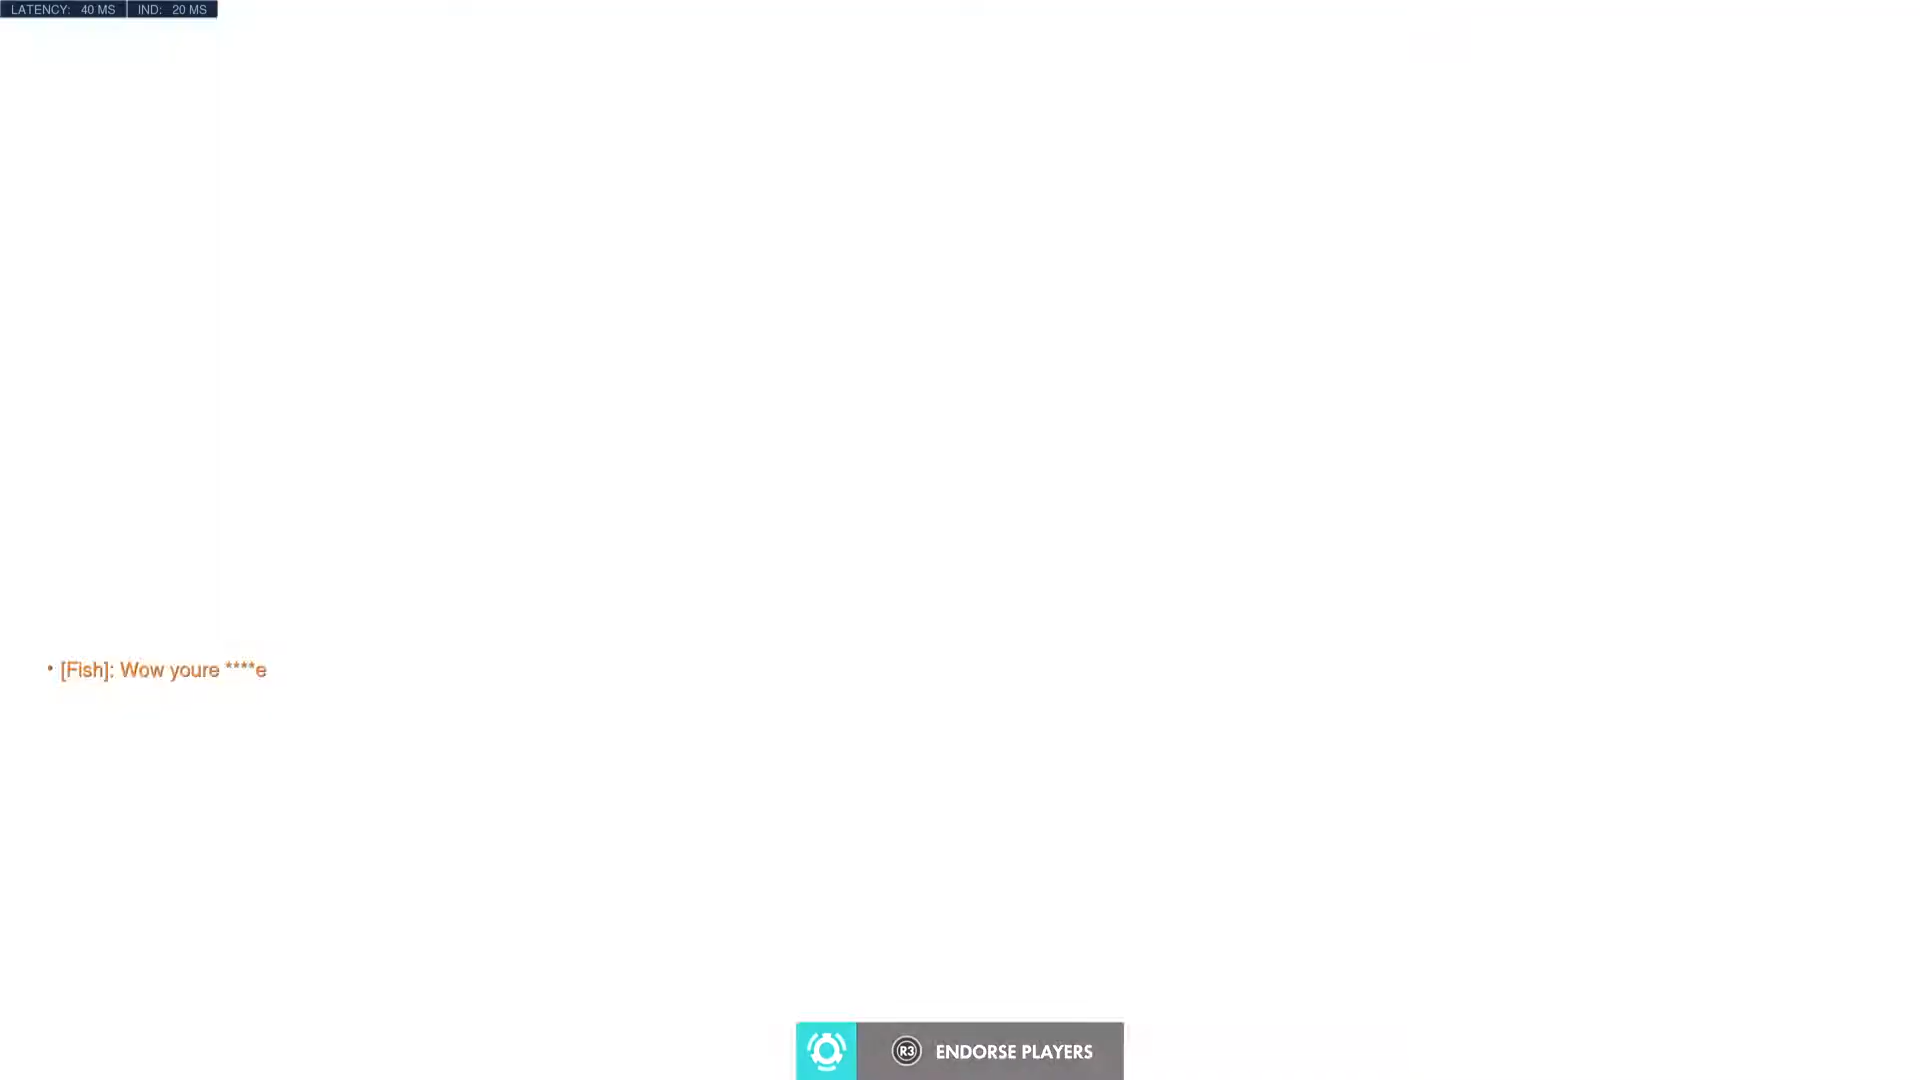 LATENCY: 40 MS IND: 20 MS
• [Fish]: Wow youre ****e
R3 ENDORSE PLAYERS